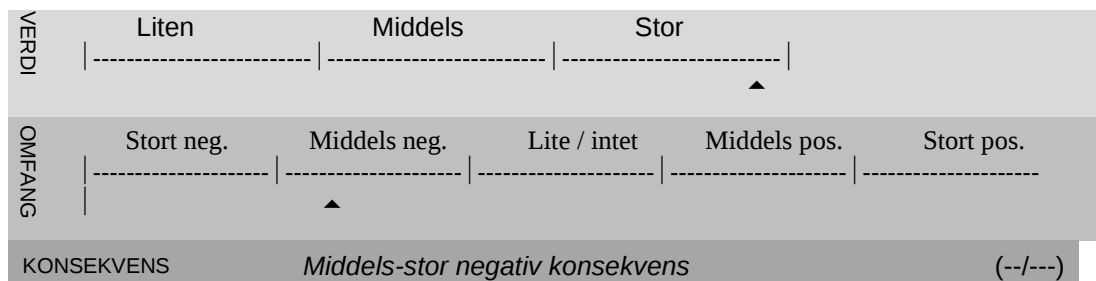 VERDI
Liten Middels Stor
|--------------------------|--------------------------|--------------------------|
OMFANG
Stort neg. Middels neg. Lite / intet Middels pos. Stort pos.
|---------------------|---------------------|---------------------|---------------------|---------------------
|
KONSEKVENS Middels-stor negativ konsekvens (--/---)